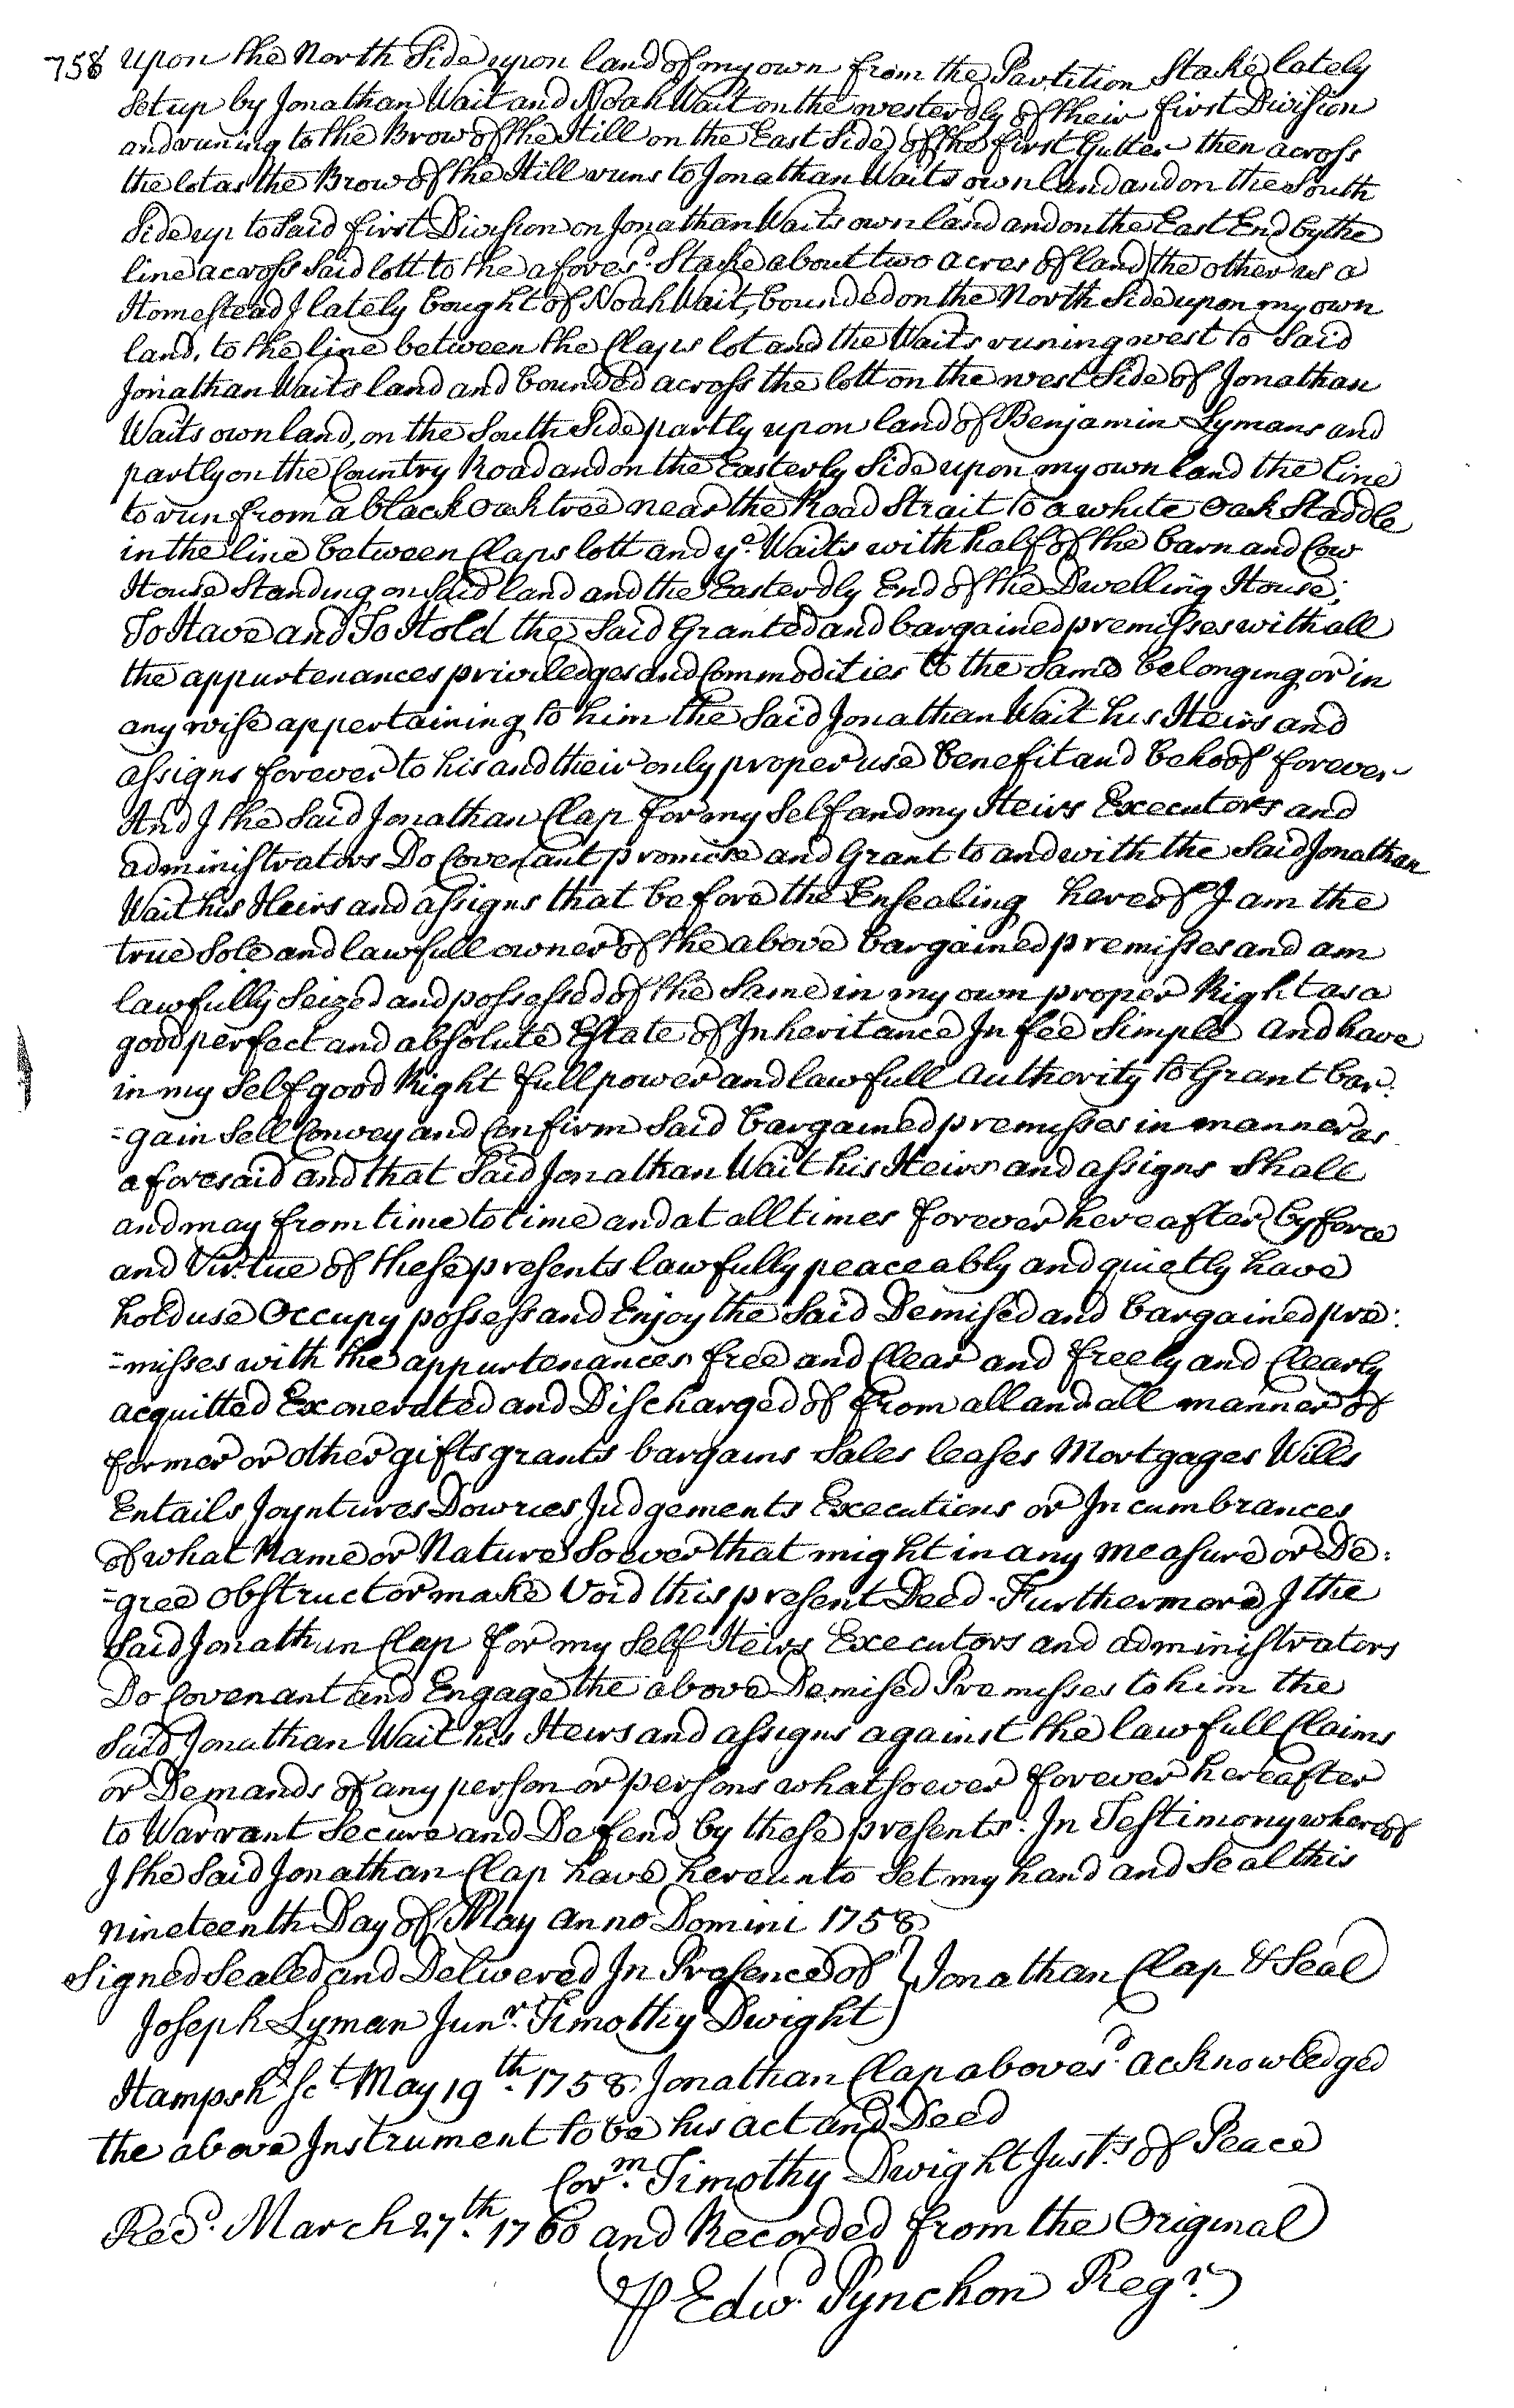 758 upon the North Side upon land of my own from the Partition Stake lately
Set up by Jonathan Wait and Noah Wait on the westerdly of their first Division
and runing to the Brow of the Hill on the East Side of the first Gutter then across
the lot as the Brow of the Hill runs to Jonathan Waits own land and on the South
Side up to Said first Division on Jonathan Waits own land and on the East End by the
line across Said lott to the afores.d Stake about two acres of land the other is a
Homestead I lately bought of Noah Wait, bounded on the North Side upon my own
land, to the line between the Claps lot and the Waits runing west to Said
Jonathan Waits land and bounded across the lott on the west Side of Jonathan
Waits own land, on the South Side partly upon land of Benjamin Lymans and
partly on the Country Road and on the Easterly Side upon my own land the line
to run from a black oak tree near the Road Strait to a white oak Staddle
in the line between Claps lott and y.e Waits with half of the barn and Cow
House Standing on Said land and the Easterdly End of the Dwelling House;
To Have and To Hold the Said Granted and bargained premisses with all
the appurtenances priviledges and Commodities to the Same belonging or in
any wise appertaining to him the Said Jonathan Wait his Heirs and
assigns forever to his and their only proper use benefit and behoof forever
And I the Said Jonathan Clap for my Self and my Heirs Executors and
administrators Do Covenant promise and Grant to and with the Said Jonathan
Wait his Heirs and assigns that before the Ensealing hereof I am the
true Sole and lawfull owner of the above bargained premisses and am
lawfully Seized and possessed of the Same in my own proper Right as a
good perfect and absolute Estate of Inheritance In fee Simple and have
in my Self good Right full power and lawfull authority to Grant bar:
=gain Sell Convey and Confirm Said bargained premisses in manner as
aforesaid and that Said Jonathan Wait his Heirs and assigns Shall
and may from time to time and at all times forever hereafter by force
and Virtue of these presents lawfully peaceably and quietly have
hold use Occupy possess and Enjoy the Said Demised and bargained pre:
=misses with the appurtenances free and Clear and freely and Clearly
acquitted Exonerated and Discharged of from all and all manner of
former or other gifts grants bargains Sales leases Mortgages Wills
Entails Joyntures Dowries Judgements Executions or Incumbrances
of what Name or Nature Soever that might in any measure or De:
=gree obstruct or make Void this present Deed. Furthermore I the
Said Jonathan Clap for my Self Heirs Executors and administrators
Do Covenant and Engage the above Demised Premisses to him the
Said Jonathan Wait his Heirs and assigns against the lawfull Claims
or Demands of any person or persons whatsoever forever hereafter
to Warrant Secure and Defend by these presents. In Testimony whereof
I the Said Jonathan Clap have hereunto Set my hand and Seal this
nineteenth Day of May anno Domini 1758
Signed Sealed and Delivered In Presence of } Jonathan Clap & Seal
Joseph Lyman Jun.r Timothy Dwight
Hampsh.r Sc.t May 19th. 1758. Jonathan Clap aboves.d acknowledged
the above Instrument to be his act and Deed
Cor.m Timothy Dwight Just.s of Peace
Rec.d March 27th. 1760 and Recorded from the Original
P Edw.d Pynchon Reg.r